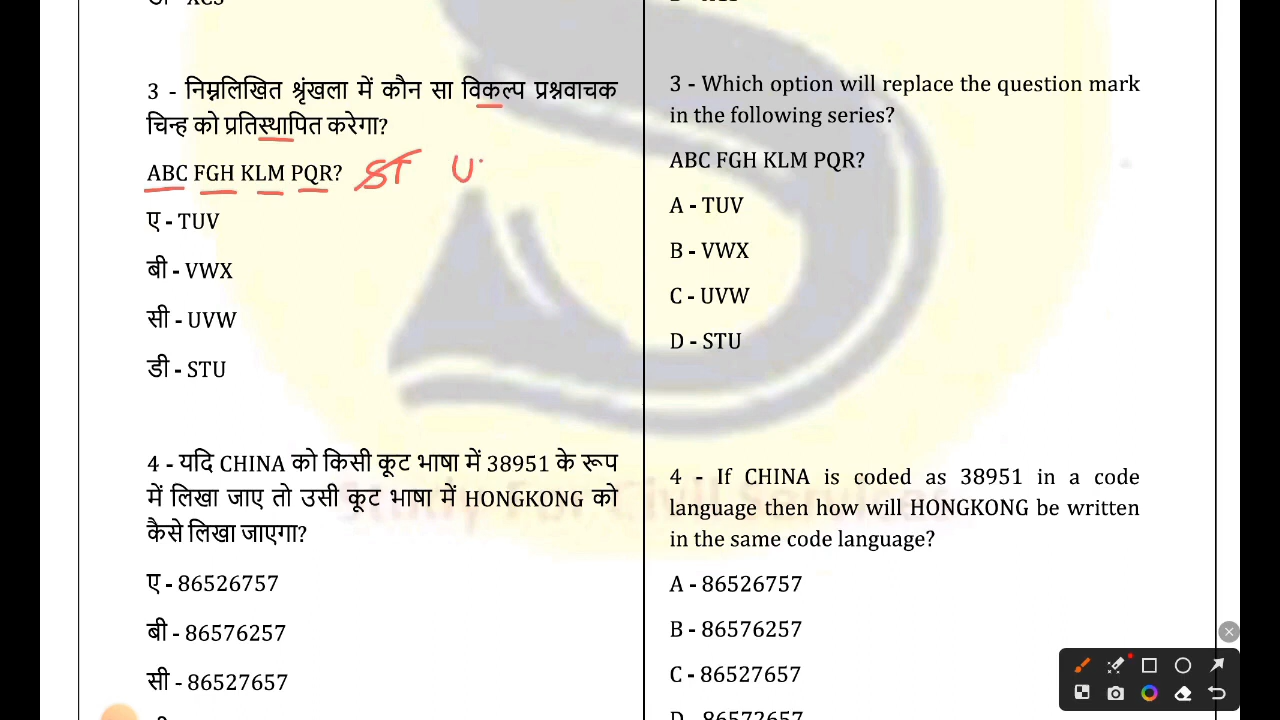 3 - निम्नलिखित श्रृंखला में कौन सा विकल्प प्रश्नवाचक
चिन्ह को प्रतिस्थापित करेगा?
ABC FGH KLM PQR? ST U
ए - TUV
बी - VWX
सी - UVW
डी - STU
4 - यदि CHINA को किसी कूट भाषा में 38951 के रूप
में लिखा जाए तो उसी कूट भाषा में HONGKONG को
कैसे लिखा जाएगा?
ए - 86526757
बी - 86576257
सी - 86527657
3 - Which option will replace the question mark
in the following series?
ABC FGH KLM PQR?
A - TUV
B - VWX
C - UVW
D - STU
4 - If CHINA is coded as 38951 in a code
language then how will HONGKONG be written
in the same code language?
A - 86526757
B - 86576257
C - 86527657
D - 86572657